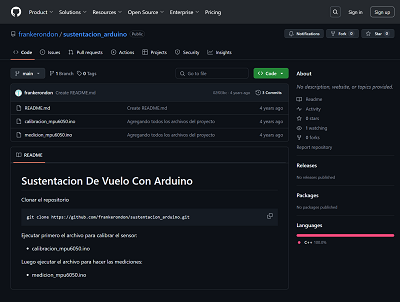 Product
Solutions
Resources
Open Source
Enterprise
Pricing
Sign in
Sign up
frankerondon / sustentacion_arduino
Public
Notifications
Fork 0
Star 0
Code
Issues
Pull requests
Actions
Projects
Security
Insights
main
1 Branch
0 Tags
Go to file
Code
frankerondon Create README.md
4 years ago
3 Commits
README.md Create README.md 4 years ago
calibracion_mpu6050.ino Agregando todos los archivos del proyecto 4 years ago
medicion_mpu6050.ino Agregando todos los archivos del proyecto 4 years ago
README
Sustentacion De Vuelo Con Arduino
Clonar el repositorio
git clone https://github.com/frankerondon/sustentacion_arduino.git
Ejecutar primero el archivo para calibrar el sensor:
calibracion_mpu6050.ino
Luego ejecutar el archivo para hacer las mediciones:
medicion_mpu6050.ino
About
No description, website, or topics provided.
Readme
Activity
0 stars
1 watching
0 forks
Report repository
Releases
No releases published
Packages
No packages published
Languages
C++ 100.0%